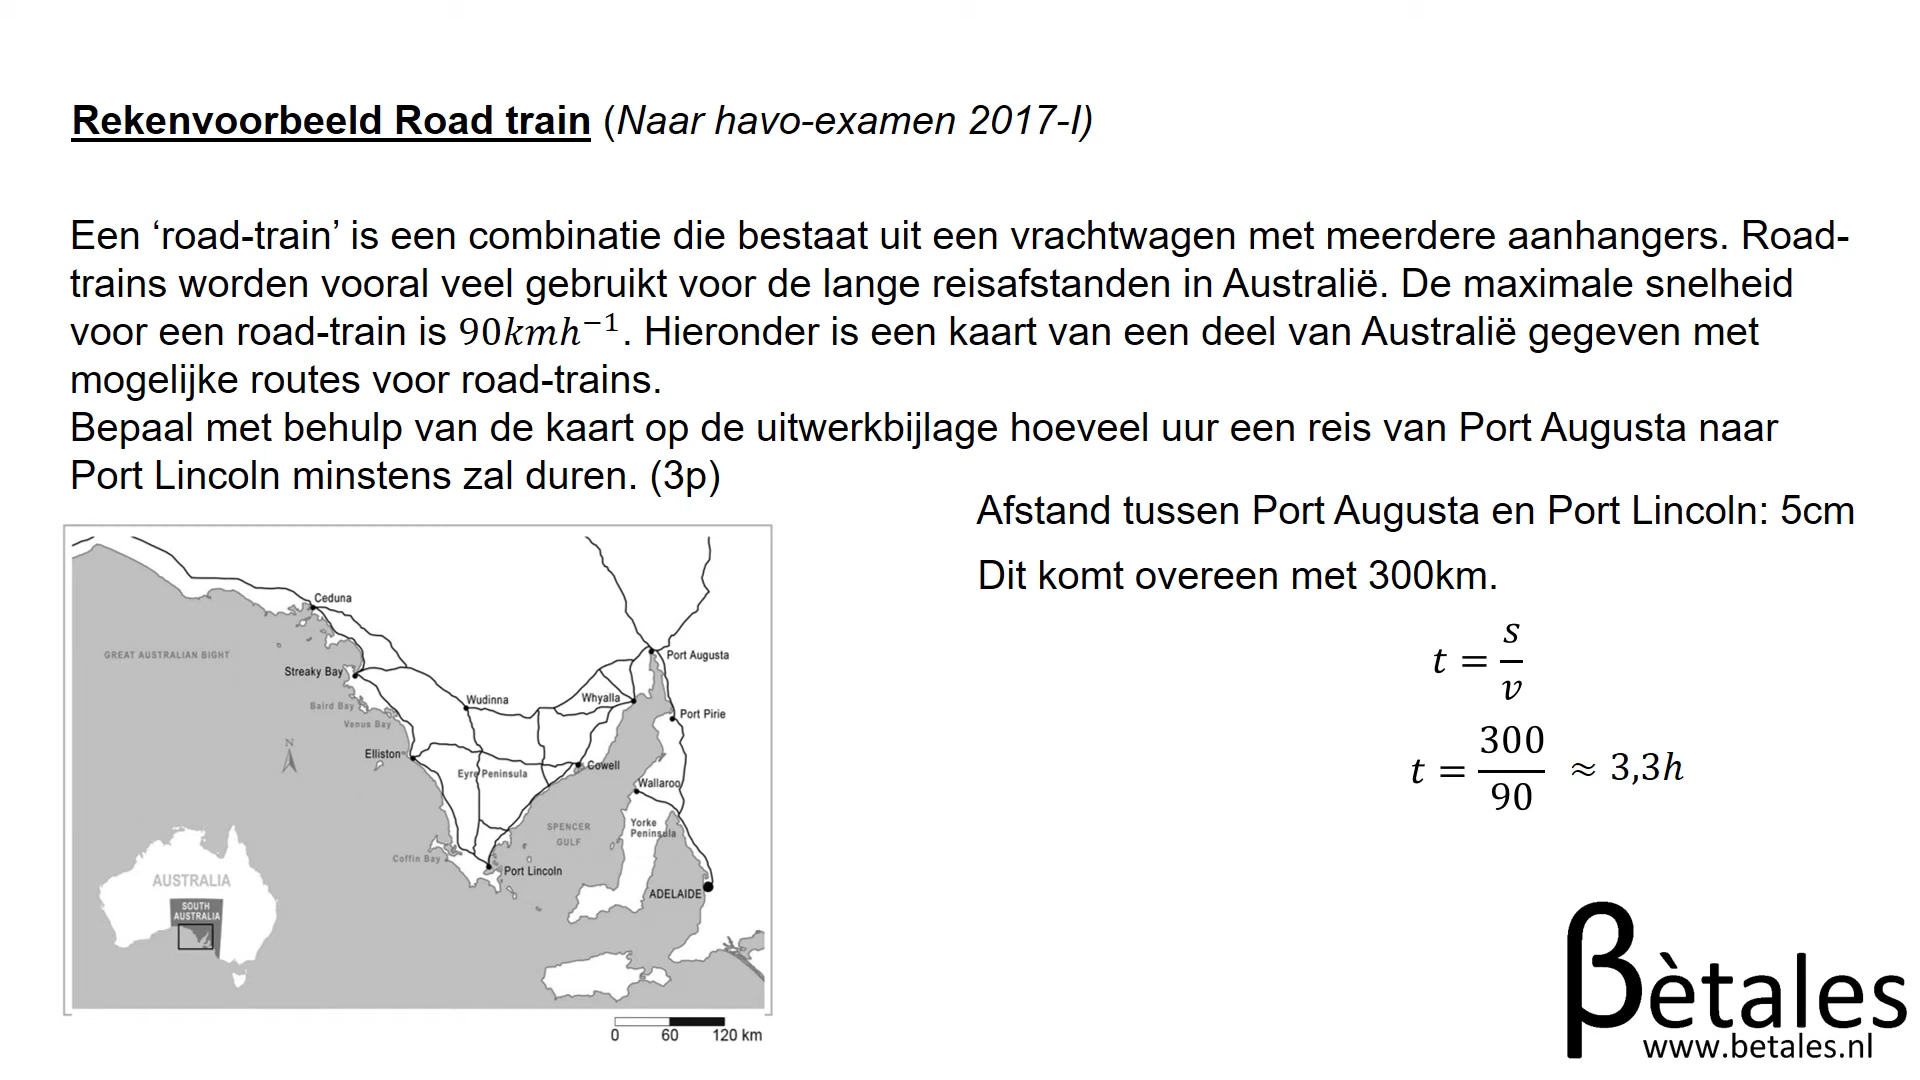 Rekenvoorbeeld Road train (Naar havo-examen 2017-I)
Een ‘road-train’ is een combinatie die bestaat uit een vrachtwagen met meerdere aanhangers. Road-
trains worden vooral veel gebruikt voor de lange reisafstanden in Australië. De maximale snelheid
voor een road-train is 90kmh⁻¹. Hieronder is een kaart van een deel van Australië gegeven met
mogelijke routes voor road-trains.
Bepaal met behulp van de kaart op de uitwerkbijlage hoeveel uur een reis van Port Augusta naar
Port Lincoln minstens zal duren. (3p)
Afstand tussen Port Augusta en Port Lincoln: 5cm
Dit komt overeen met 300km.
t = s/v
t = 300/90 ≈ 3,3h
Ceduna
GREAT AUSTRALIAN BIGHT
Port Augusta
Streaky Bay
Wudinna
Whyalla
Baird Bay
Port Pirie
Venus Bay
N
Elliston
Cowell
Eyre Peninsula
Wallaroo
SPENCER
GULF
Yorke
Peninsula
Coffin Bay
Port Lincoln
AUSTRALIA
ADELAIDE
SOUTH
AUSTRALIA
0 60 120 km
Bètales
www.betales.nl